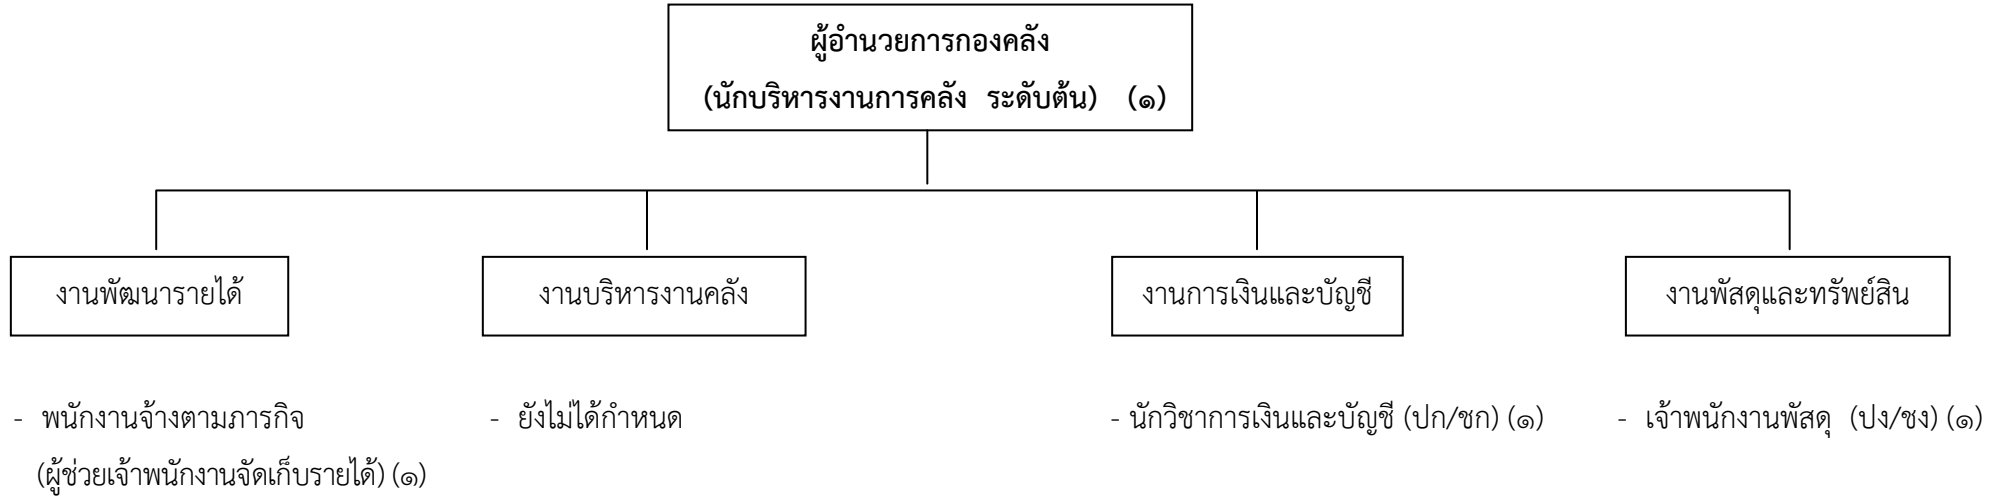 ผู้อำนวยการกองคลัง
(นักบริหารงานการคลัง ระดับต้น) (๑)
งานพัฒนารายได้
งานบริหารงานคลัง
งานการเงินและบัญชี
งานพัสดุและทรัพย์สิน
- พนักงานจ้างตามภารกิจ
(ผู้ช่วยเจ้าพนักงานจัดเก็บรายได้) (๑)
- ยังไม่ได้กำหนด
- นักวิชาการเงินและบัญชี (ปก/ชก) (๑)
- เจ้าพนักงานพัสดุ (ปง/ชง) (๑)